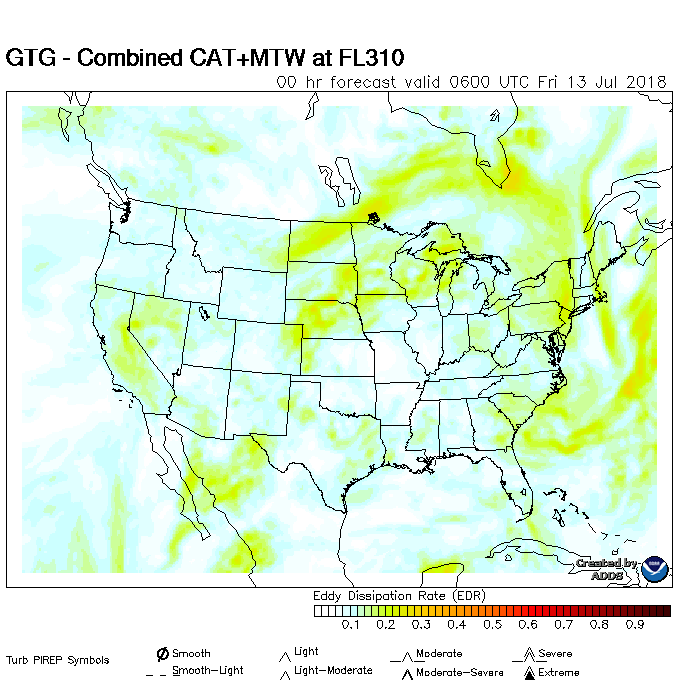 GTG - Combined CAT+MTW at FL310
00 hr forecast valid 0600 UTC Fri 13 Jul 2018
Created by
ADDS
Eddy Dissipation Rate (EDR)
0.1 0.2 0.3 0.4 0.5 0.6 0.7 0.8 0.9
Turb PIREP Symbols
Smooth Light Moderate Severe
Smooth-Light Light-Moderate Moderate-Severe Extreme